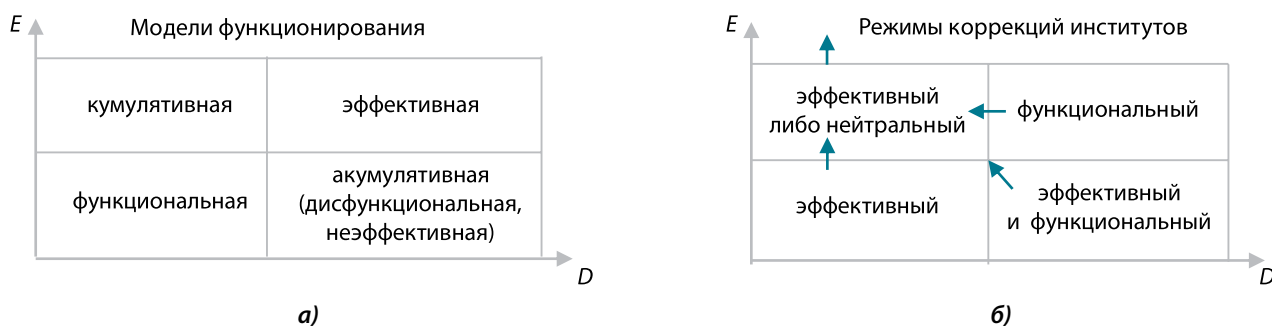 E
Модели функционирования
кумулятивная
эффективная
функциональная
акумулятивная
(дисфункциональная,
неэффективная)
D
а)
E
Режимы коррекций институтов
эффективный
либо нейтральный
функциональный
эффективный
эффективный
и функциональный
D
б)